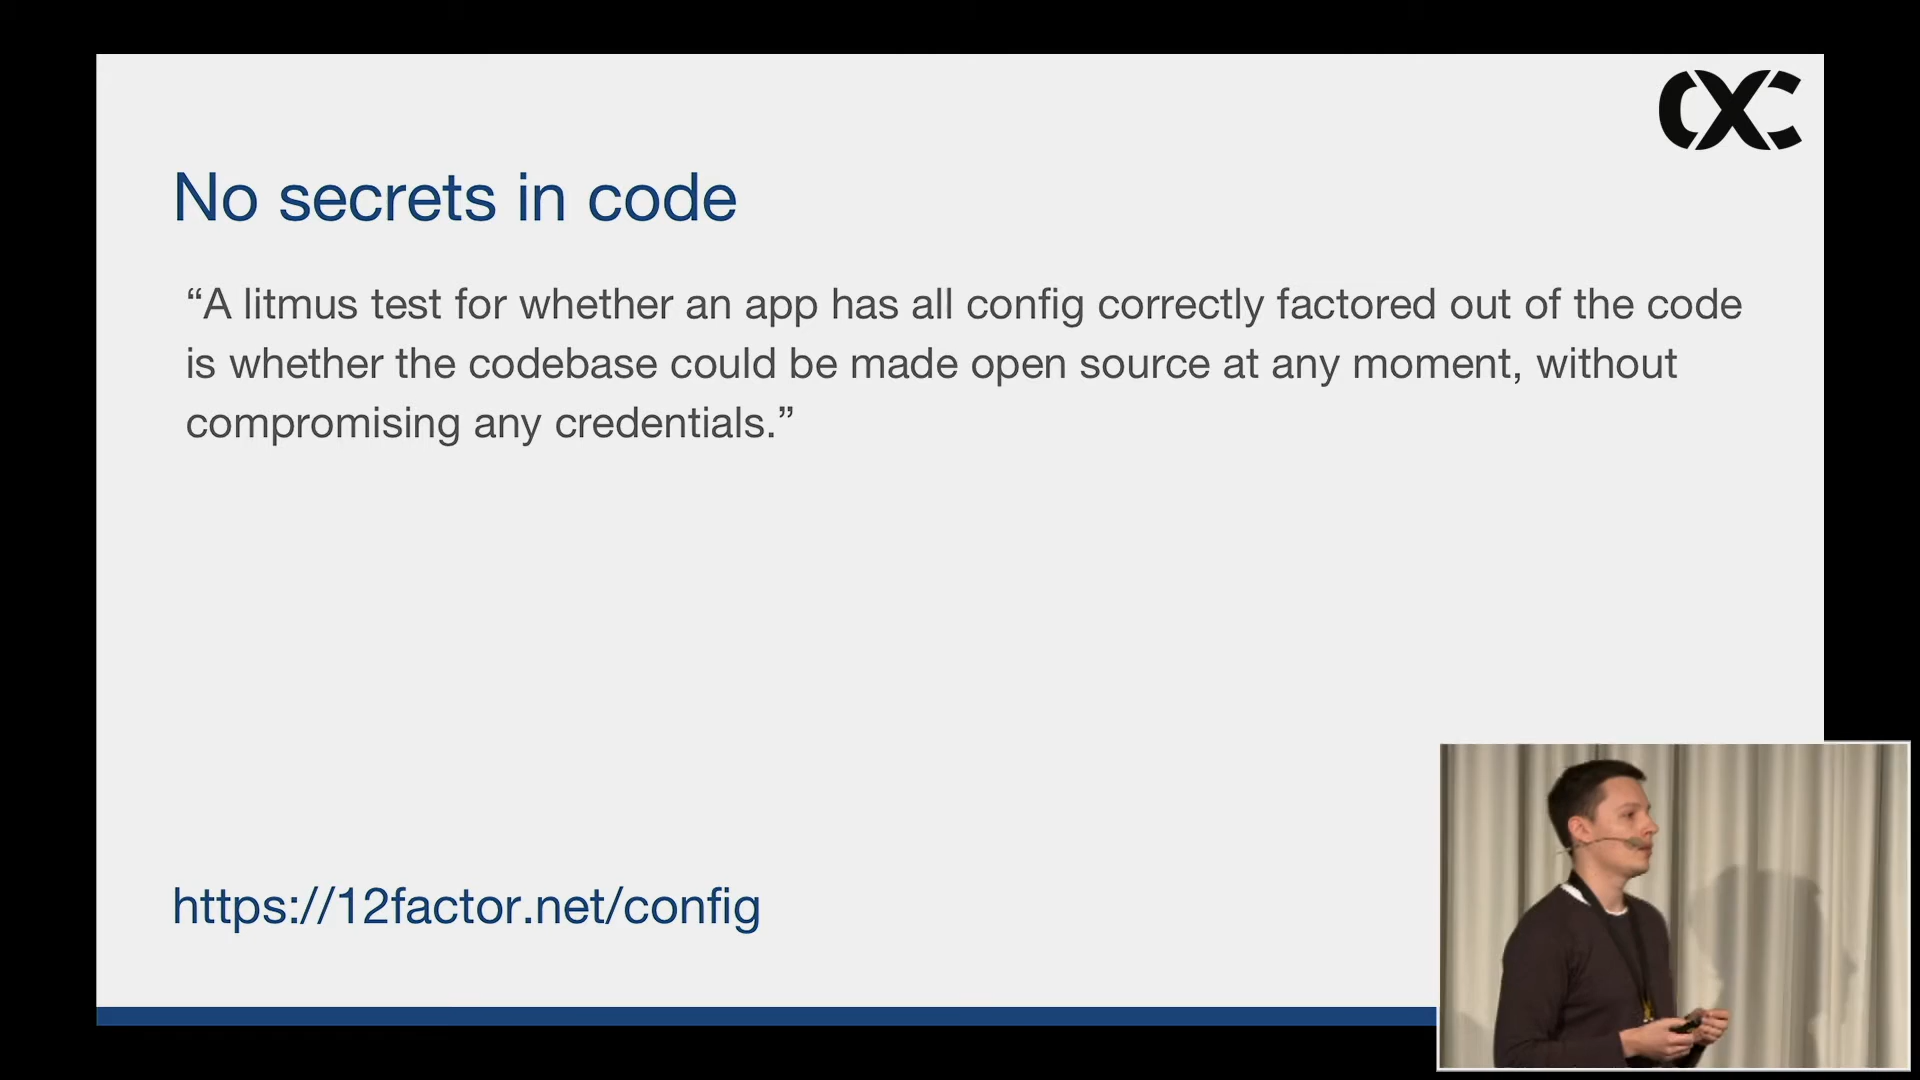 No secrets in code
“A litmus test for whether an app has all config correctly factored out of the code
is whether the codebase could be made open source at any moment, without
compromising any credentials.”
https://12factor.net/config